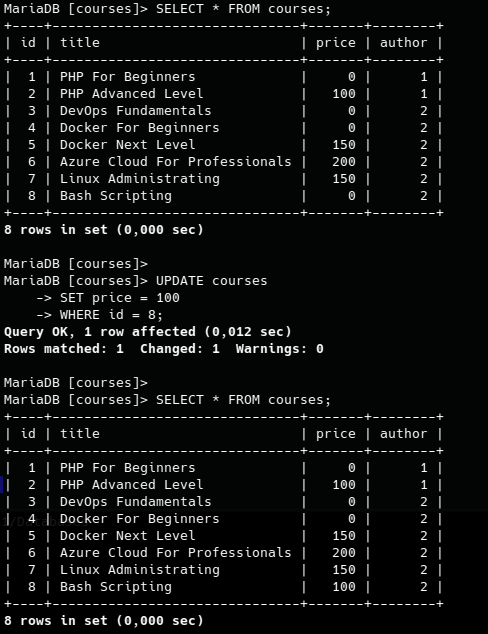 MariaDB [courses]> SELECT * FROM courses;
+----+-------------------------------+-------+--------+
| id | title                         | price | author |
+----+-------------------------------+-------+--------+
|  1 | PHP For Beginners             |     0 |      1 |
|  2 | PHP Advanced Level            |   100 |      1 |
|  3 | DevOps Fundamentals           |     0 |      2 |
|  4 | Docker For Beginners          |     0 |      2 |
|  5 | Docker Next Level             |   150 |      2 |
|  6 | Azure Cloud For Professionals |   200 |      2 |
|  7 | Linux Administrating          |   150 |      2 |
|  8 | Bash Scripting                |     0 |      2 |
+----+-------------------------------+-------+--------+
8 rows in set (0,000 sec)

MariaDB [courses]>
MariaDB [courses]> UPDATE courses
    -> SET price = 100
    -> WHERE id = 8;
Query OK, 1 row affected (0,012 sec)
Rows matched: 1  Changed: 1  Warnings: 0

MariaDB [courses]>
MariaDB [courses]> SELECT * FROM courses;
+----+-------------------------------+-------+--------+
| id | title                         | price | author |
+----+-------------------------------+-------+--------+
|  1 | PHP For Beginners             |     0 |      1 |
|  2 | PHP Advanced Level            |   100 |      1 |
|  3 | DevOps Fundamentals           |     0 |      2 |
|  4 | Docker For Beginners          |     0 |      2 |
|  5 | Docker Next Level             |   150 |      2 |
|  6 | Azure Cloud For Professionals |   200 |      2 |
|  7 | Linux Administrating          |   150 |      2 |
|  8 | Bash Scripting                |   100 |      2 |
+----+-------------------------------+-------+--------+
8 rows in set (0,000 sec)